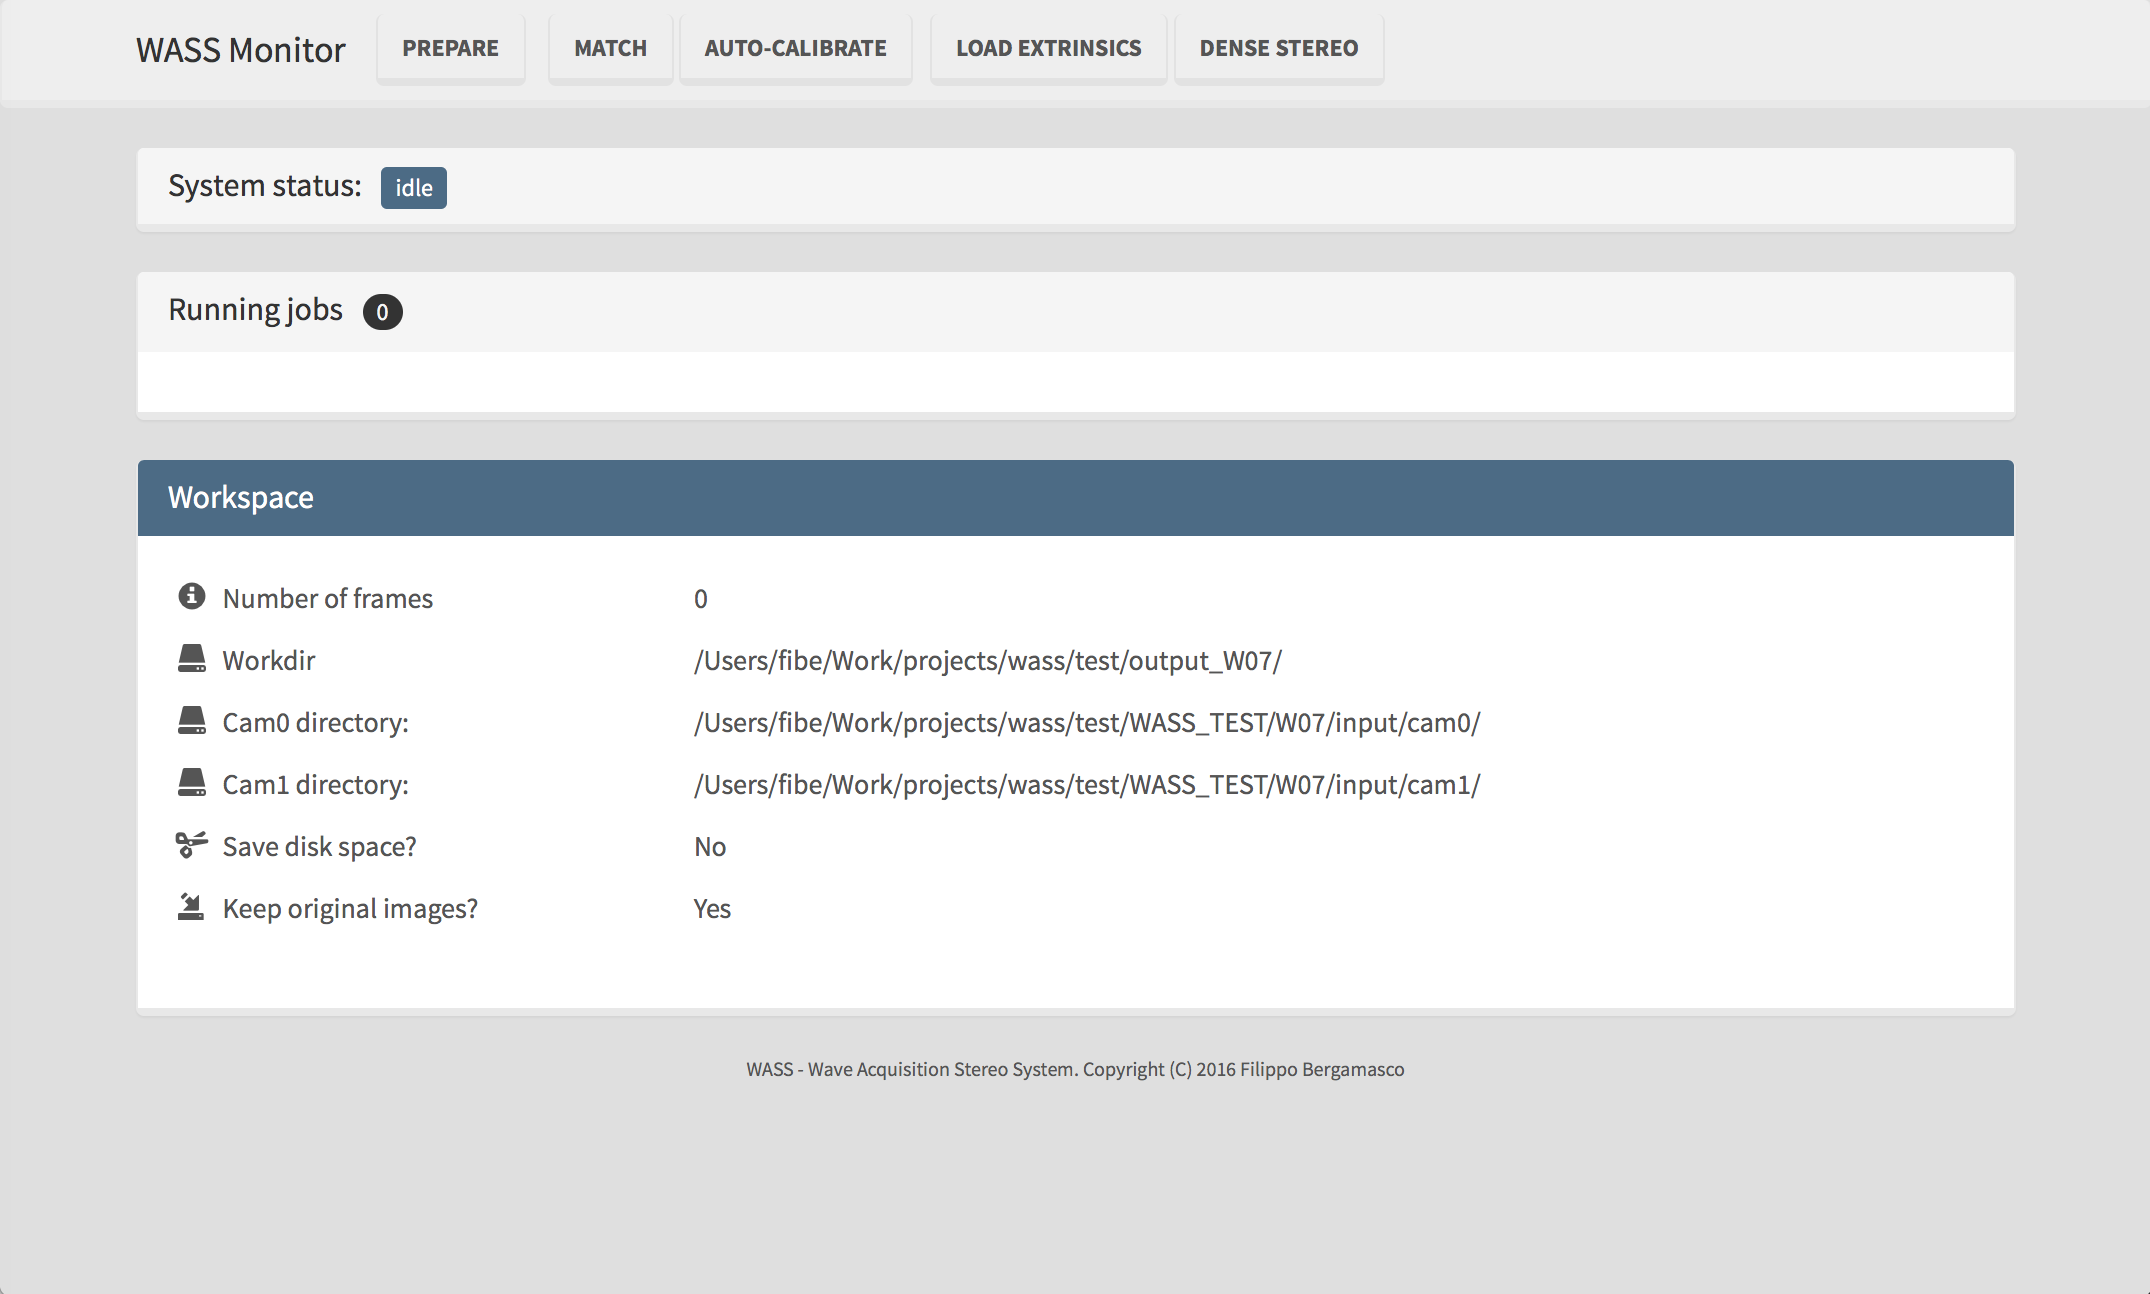 WASS Monitor PREPARE MATCH AUTO-CALIBRATE LOAD EXTRINSICS DENSE STEREO
System status: idle
Running jobs 0
Workspace
Number of frames 0
Workdir /Users/fibe/Work/projects/wass/test/output_W07/
Cam0 directory: /Users/fibe/Work/projects/wass/test/WASS_TEST/W07/input/cam0/
Cam1 directory: /Users/fibe/Work/projects/wass/test/WASS_TEST/W07/input/cam1/
Save disk space? No
Keep original images? Yes
WASS - Wave Acquisition Stereo System. Copyright (C) 2016 Filippo Bergamasco